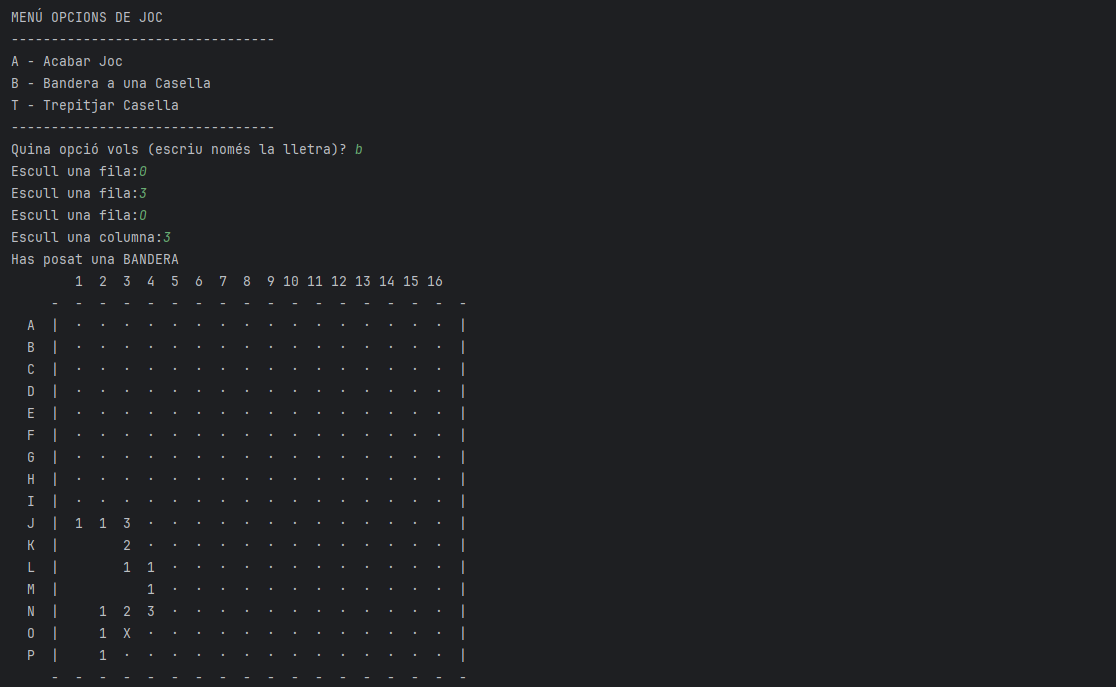 MENÚ OPCIONS DE JOC
---------------------------------
A - Acabar Joc
B - Bandera a una Casella
T - Trepitjar Casella
---------------------------------
Quina opció vols (escriu només la lletra)? b
Escull una fila:0
Escull una fila:3
Escull una fila:O
Escull una columna:3
Has posat una BANDERA
        1  2  3  4  5  6  7  8  9 10 11 12 13 14 15 16
     -  -  -  -  -  -  -  -  -  -  -  -  -  -  -  -  -  -
  A  |  ·  ·  ·  ·  ·  ·  ·  ·  ·  ·  ·  ·  ·  ·  ·  ·  |
  B  |  ·  ·  ·  ·  ·  ·  ·  ·  ·  ·  ·  ·  ·  ·  ·  ·  |
  C  |  ·  ·  ·  ·  ·  ·  ·  ·  ·  ·  ·  ·  ·  ·  ·  ·  |
  D  |  ·  ·  ·  ·  ·  ·  ·  ·  ·  ·  ·  ·  ·  ·  ·  ·  |
  E  |  ·  ·  ·  ·  ·  ·  ·  ·  ·  ·  ·  ·  ·  ·  ·  ·  |
  F  |  ·  ·  ·  ·  ·  ·  ·  ·  ·  ·  ·  ·  ·  ·  ·  ·  |
  G  |  ·  ·  ·  ·  ·  ·  ·  ·  ·  ·  ·  ·  ·  ·  ·  ·  |
  H  |  ·  ·  ·  ·  ·  ·  ·  ·  ·  ·  ·  ·  ·  ·  ·  ·  |
  I  |  ·  ·  ·  ·  ·  ·  ·  ·  ·  ·  ·  ·  ·  ·  ·  ·  |
  J  |  1  1  3  ·  ·  ·  ·  ·  ·  ·  ·  ·  ·  ·  ·  ·  |
  K  |        2  ·  ·  ·  ·  ·  ·  ·  ·  ·  ·  ·  ·  ·  |
  L  |        1  1  ·  ·  ·  ·  ·  ·  ·  ·  ·  ·  ·  ·  |
  M  |           1  ·  ·  ·  ·  ·  ·  ·  ·  ·  ·  ·  ·  |
  N  |     1  2  3  ·  ·  ·  ·  ·  ·  ·  ·  ·  ·  ·  ·  |
  O  |     1  X  ·  ·  ·  ·  ·  ·  ·  ·  ·  ·  ·  ·  ·  |
  P  |     1  ·  ·  ·  ·  ·  ·  ·  ·  ·  ·  ·  ·  ·  ·  |
     -  -  -  -  -  -  -  -  -  -  -  -  -  -  -  -  -  -